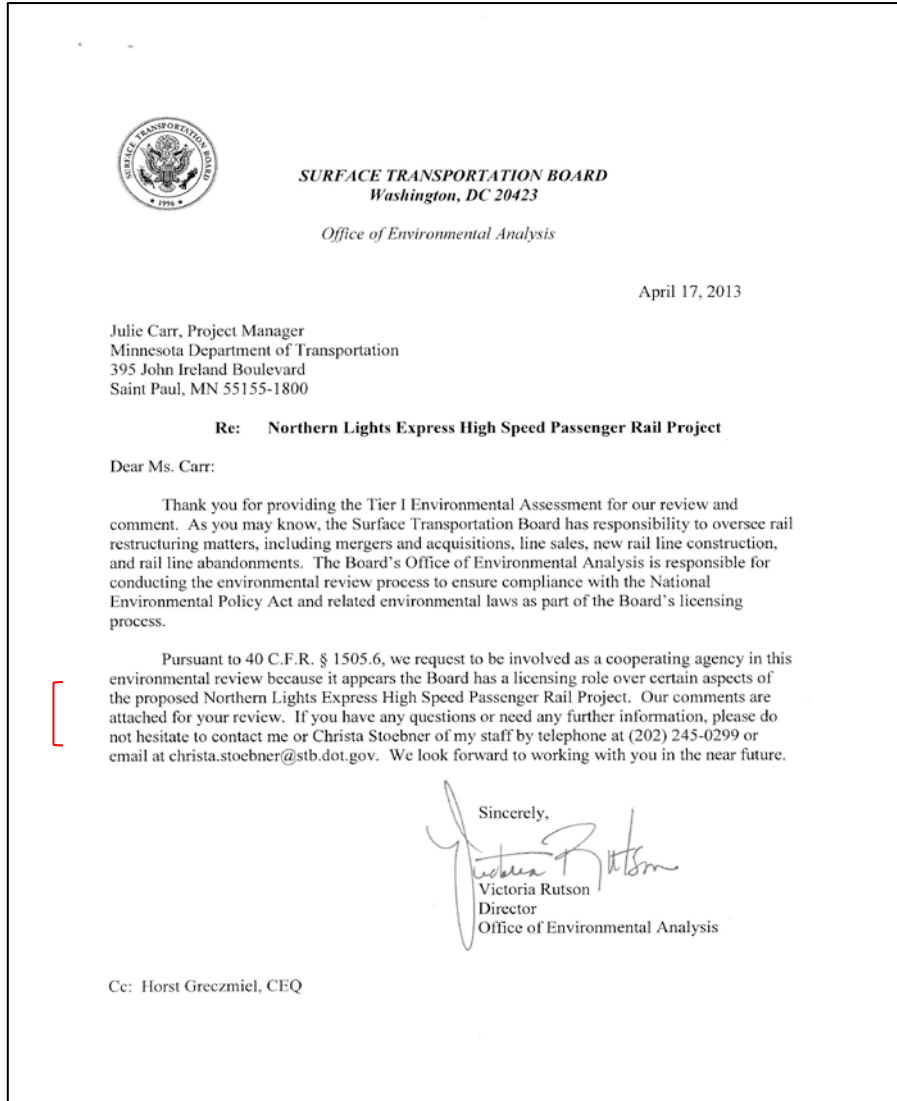 SURFACE TRANSPORTATION BOARD
1996
SURFACE TRANSPORTATION BOARD
Washington, DC 20423
Office of Environmental Analysis
April 17, 2013
Julie Carr, Project Manager
Minnesota Department of Transportation
395 John Ireland Boulevard
Saint Paul, MN 55155-1800
Re: Northern Lights Express High Speed Passenger Rail Project
Dear Ms. Carr:
Thank you for providing the Tier I Environmental Assessment for our review and
comment. As you may know, the Surface Transportation Board has responsibility to oversee rail
restructuring matters, including mergers and acquisitions, line sales, new rail line construction,
and rail line abandonments. The Board's Office of Environmental Analysis is responsible for
conducting the environmental review process to ensure compliance with the National
Environmental Policy Act and related environmental laws as part of the Board's licensing
process.
Pursuant to 40 C.F.R. § 1505.6, we request to be involved as a cooperating agency in this
environmental review because it appears the Board has a licensing role over certain aspects of
the proposed Northern Lights Express High Speed Passenger Rail Project. Our comments are
attached for your review. If you have any questions or need any further information, please do
not hesitate to contact me or Christa Stoebner of my staff by telephone at (202) 245-0299 or
email at christa.stoebner@stb.dot.gov. We look forward to working with you in the near future.
Sincerely,
Victoria Rutson
Victoria Rutson
Director
Office of Environmental Analysis
Cc: Horst Greczmiel, CEQ